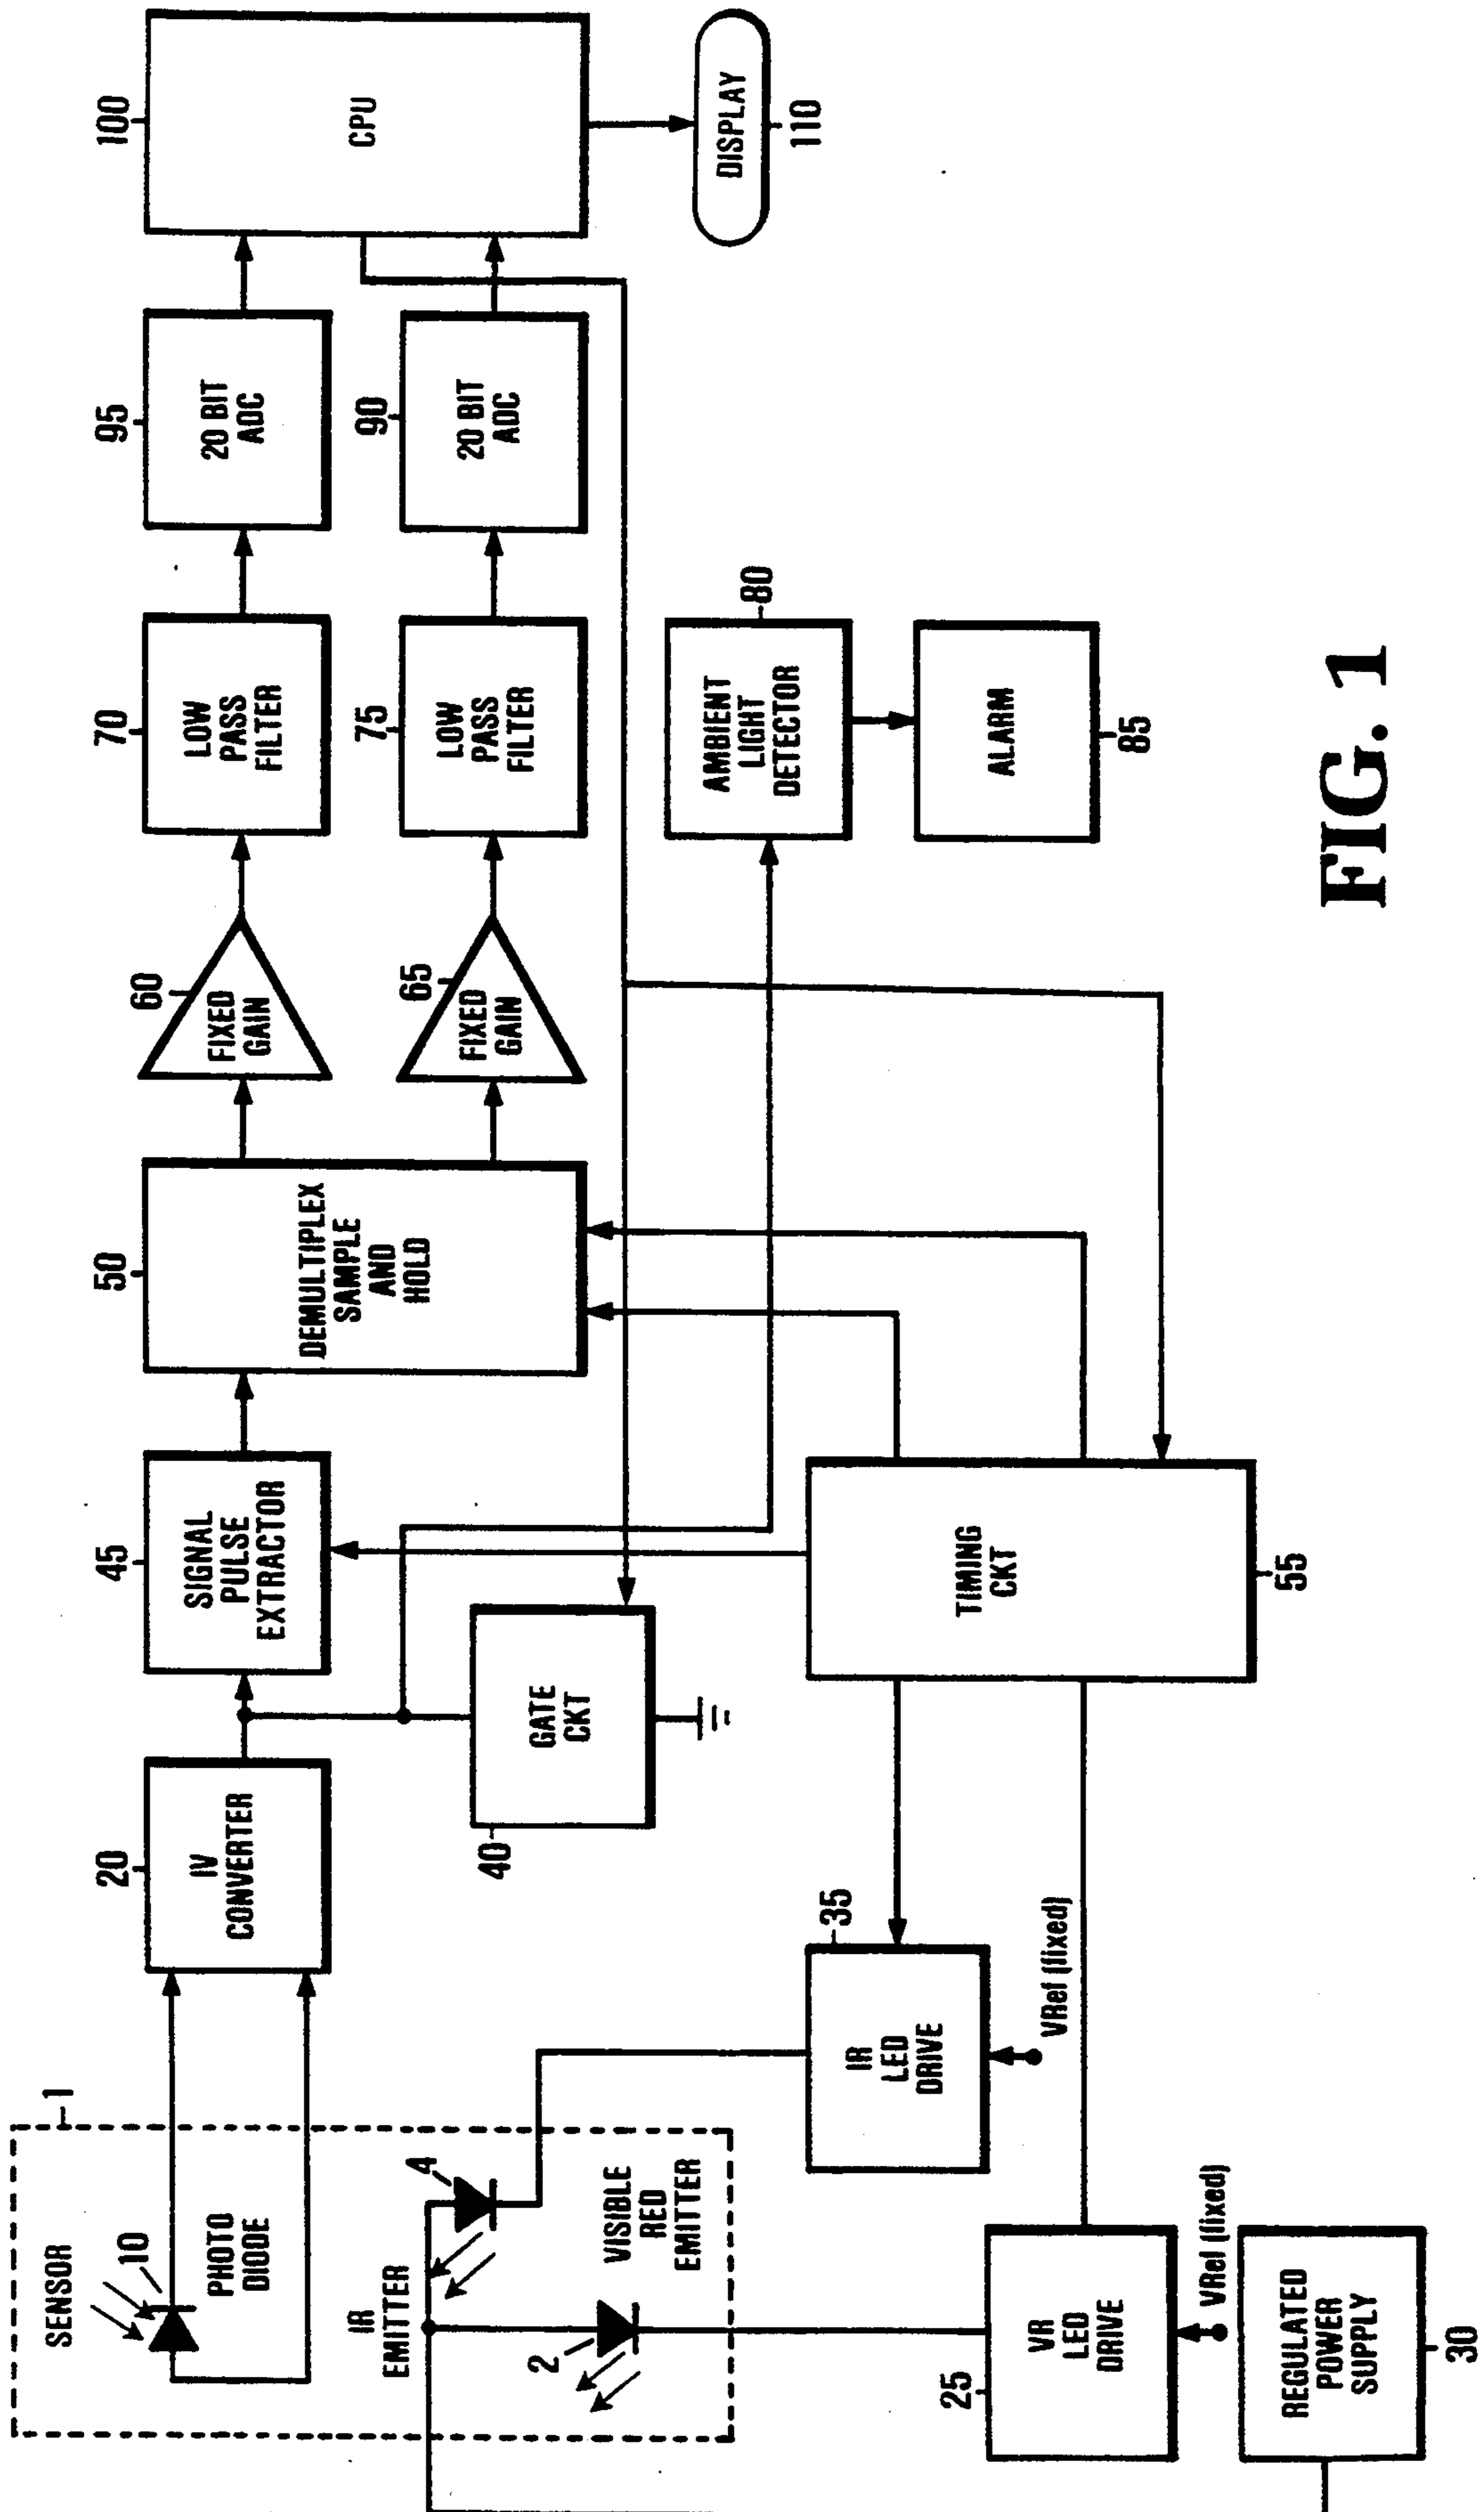 SENSOR
1
10
PHOTO
DIODE
IR
EMITTER
4
2
VISIBLE
RED
EMITTER
20
IV
CONVERTER
45
SIGNAL
PULSE
EXTRACTOR
50
DEMULTIPLEX
SAMPLE
AND
HOLD
60
FIXED
GAIN
65
FIXED
GAIN
70
LOW
PASS
FILTER
75
LOW
PASS
FILTER
95
20 BIT
ADC
90
20 BIT
ADC
100
CPU
DISPLAY
110
40
GATE
CKT
AMBIENT
LIGHT
DETECTOR
80
ALARM
85
35
IR
LED
DRIVE
VRef (fixed)
TIMING
CKT
55
25
VR
LED
DRIVE
VRef (fixed)
REGULATED
POWER
SUPPLY
30
FIG. 1